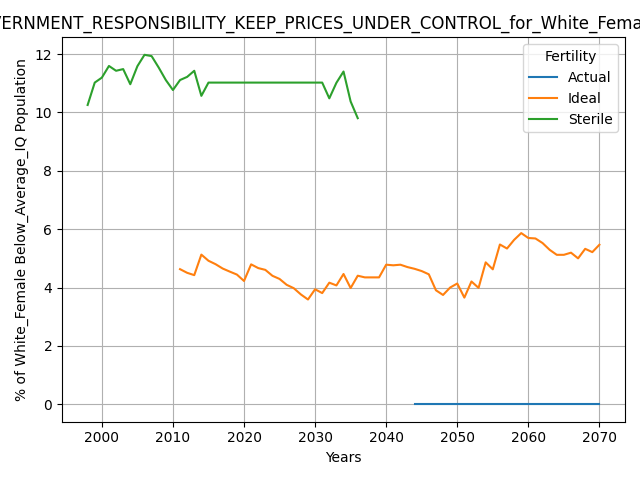 VERNMENT_RESPONSIBILITY_KEEP_PRICES_UNDER_CONTROL_for_White_Fema
Fertility
Actual
Ideal
Sterile
% of White_Female Below_Average_IQ Population
12
10
8
6
4
2
0
2000 2010 2020 2030 2040 2050 2060 2070
Years